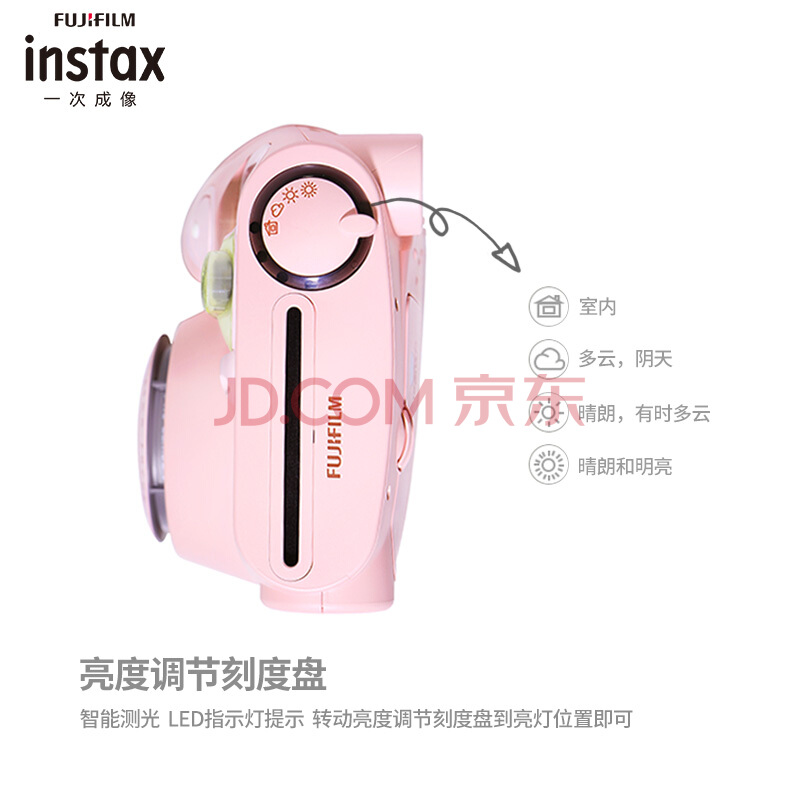 FUJIFILM
instax
一次成像
室内
多云，阴天
JD.COM 京东
晴朗，有时多云
FUJIFILM
晴朗和明亮
亮度调节刻度盘
智能测光 LED指示灯提示 转动亮度调节刻度盘到亮灯位置即可